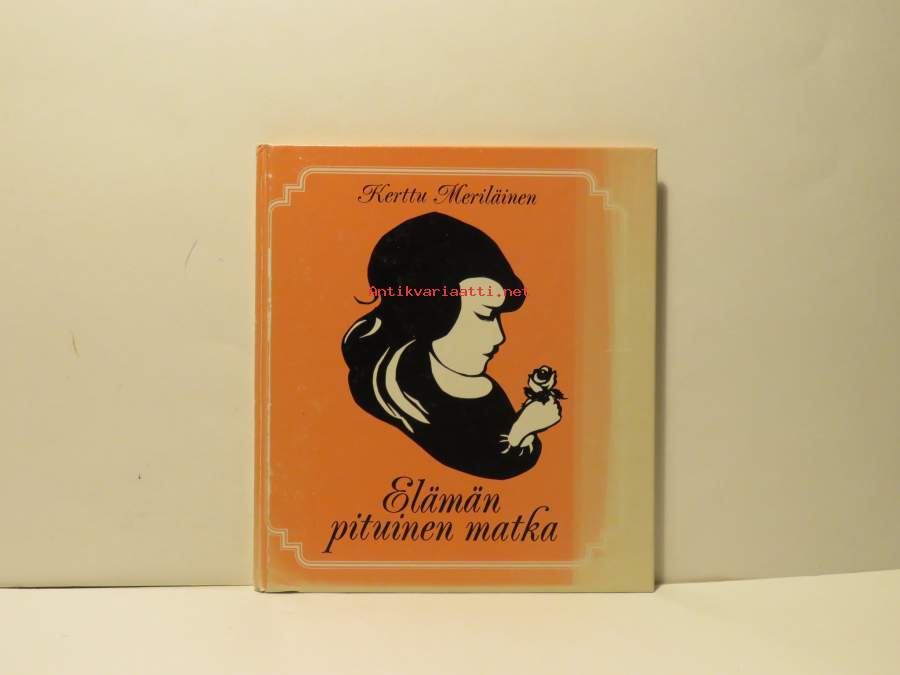 Kerttu Meriläinen
Antikvariaatti.net
Elämän
pituinen matka